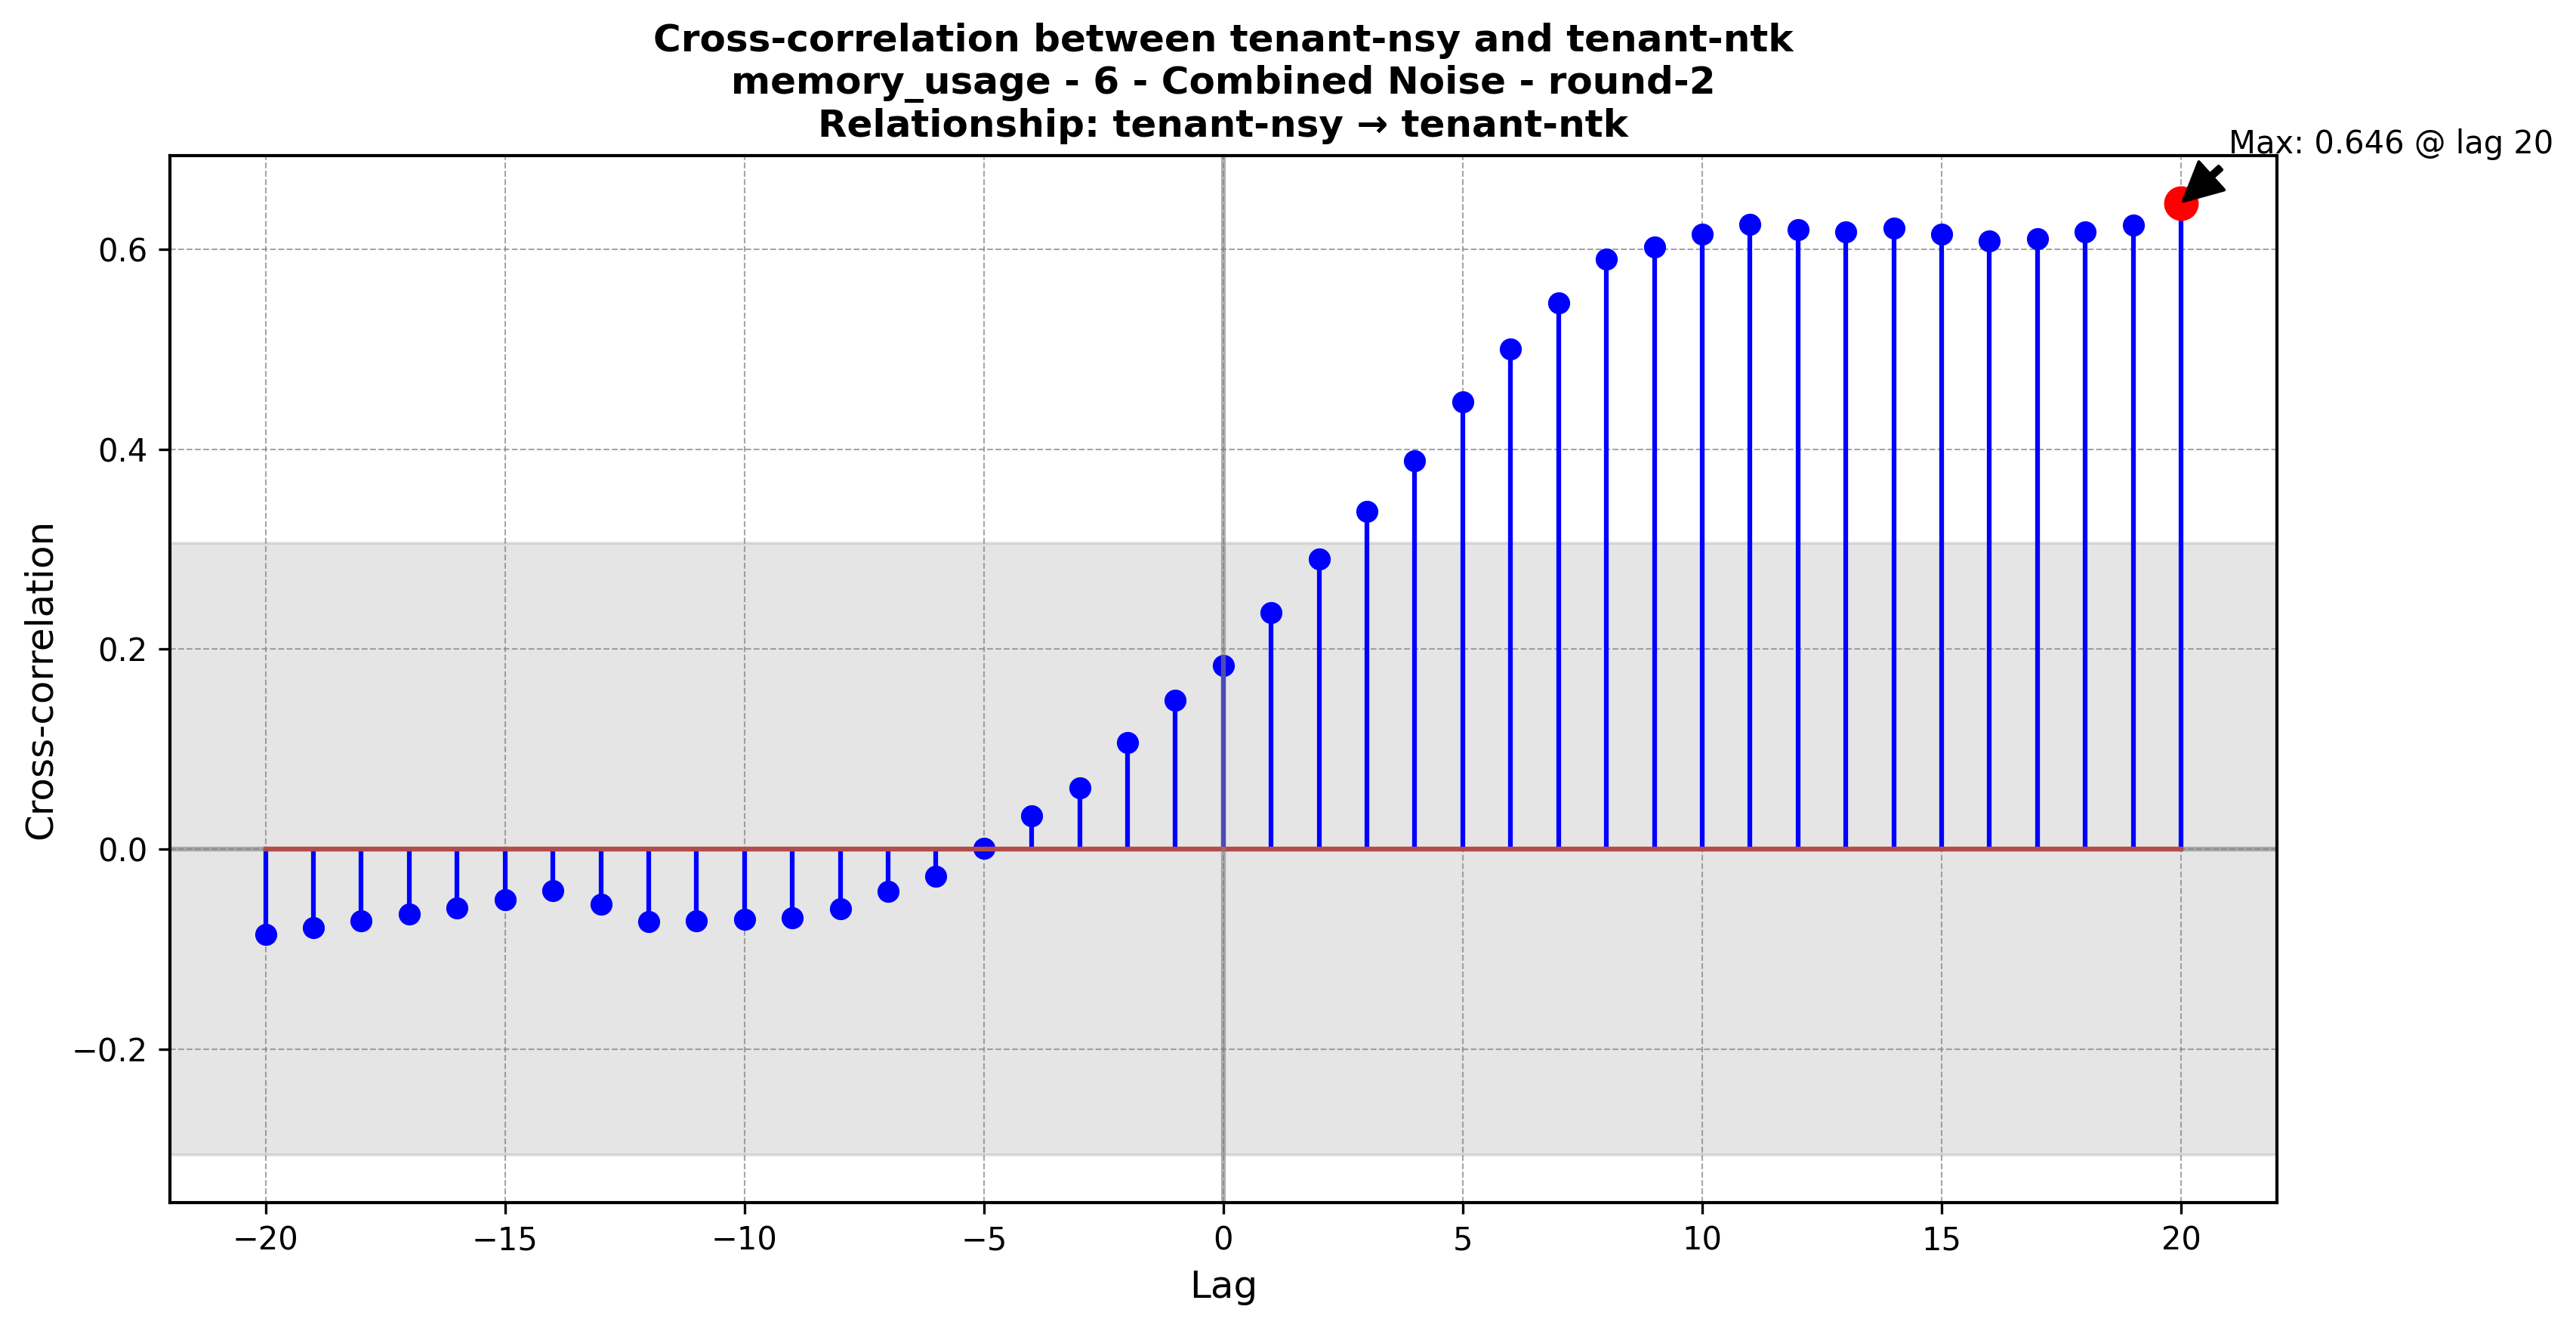 Cross-correlation between tenant-nsy and tenant-ntk
memory_usage - 6 - Combined Noise - round-2
Relationship: tenant-nsy → tenant-ntk
Max: 0.646 @ lag 20
Cross-correlation
0.6
0.4
0.2
0.0
−0.2
−20
−15
−10
−5
0
5
10
15
20
Lag